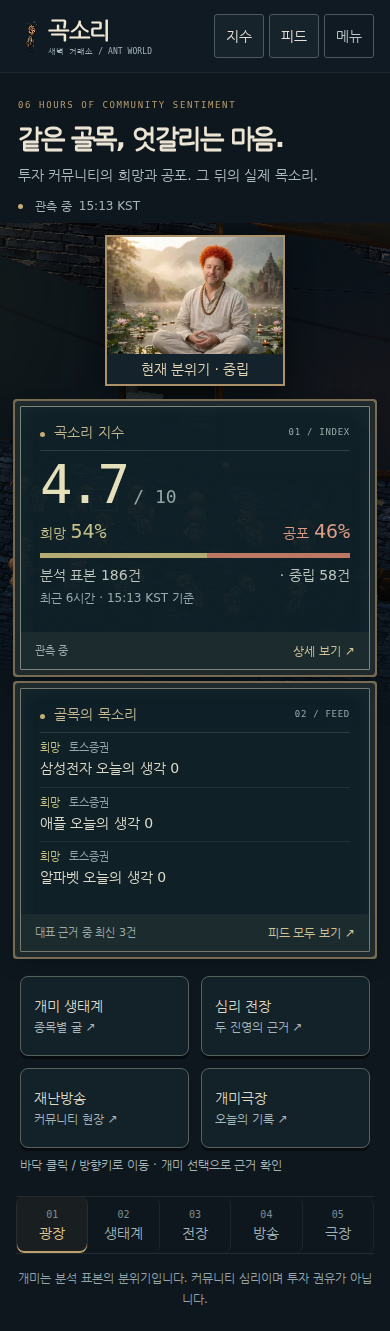 곡소리
새벽 거래소 / ANT WORLD
지수
피드
메뉴
06 HOURS OF COMMUNITY SENTIMENT
같은 골목, 엇갈리는 마음.
투자 커뮤니티의 희망과 공포. 그 뒤의 실제 목소리.
관측 중 15:13 KST
현재 분위기 · 중립
곡소리 지수
01 / INDEX
4.7 / 10
희망 54%
공포 46%
분석 표본 186건
· 중립 58건
최근 6시간 · 15:13 KST 기준
관측 중
상세 보기 ↗
골목의 목소리
02 / FEED
희망 토스증권
삼성전자 오늘의 생각 0
희망 토스증권
애플 오늘의 생각 0
희망 토스증권
알파벳 오늘의 생각 0
대표 근거 중 최신 3건
피드 모두 보기 ↗
개미 생태계
종목별 굴 ↗
심리 전장
두 진영의 근거 ↗
재난방송
커뮤니티 현장 ↗
개미극장
오늘의 기록 ↗
바닥 클릭 / 방향키로 이동 · 개미 선택으로 근거 확인
01
광장
02
생태계
03
전장
04
방송
05
극장
개미는 분석 표본의 분위기입니다. 커뮤니티 심리이며 투자 권유가 아닙
니다.